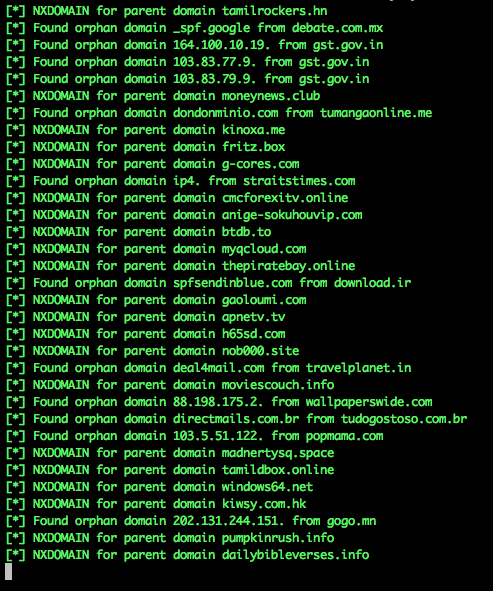 [*] NXDOMAIN for parent domain tamilrockers.hn
[*] Found orphan domain _spf.google from debate.com.mx
[*] Found orphan domain 164.100.10.19. from gst.gov.in
[*] Found orphan domain 103.83.77.9. from gst.gov.in
[*] Found orphan domain 103.83.79.9. from gst.gov.in
[*] NXDOMAIN for parent domain moneynews.club
[*] Found orphan domain dondonminio.com from tumangaonline.me
[*] NXDOMAIN for parent domain kinoxa.me
[*] NXDOMAIN for parent domain fritz.box
[*] NXDOMAIN for parent domain g-cores.com
[*] Found orphan domain ip4. from straitstimes.com
[*] NXDOMAIN for parent domain cmcforexitv.online
[*] NXDOMAIN for parent domain anige-sokuhouvip.com
[*] NXDOMAIN for parent domain btdb.to
[*] NXDOMAIN for parent domain myqcloud.com
[*] NXDOMAIN for parent domain thepiratebay.online
[*] Found orphan domain spfsendinblue.com from download.ir
[*] NXDOMAIN for parent domain gaoloumi.com
[*] NXDOMAIN for parent domain apnetv.tv
[*] NXDOMAIN for parent domain h65sd.com
[*] NXDOMAIN for parent domain nob000.site
[*] Found orphan domain deal4mail.com from travelplanet.in
[*] NXDOMAIN for parent domain moviescouch.info
[*] Found orphan domain 88.198.175.2. from wallpaperswide.com
[*] Found orphan domain directmails.com.br from tudogostoso.com.br
[*] Found orphan domain 103.5.51.122. from popmama.com
[*] NXDOMAIN for parent domain madnertysq.space
[*] NXDOMAIN for parent domain tamildbox.online
[*] NXDOMAIN for parent domain windows64.net
[*] NXDOMAIN for parent domain kiwsy.com.hk
[*] Found orphan domain 202.131.244.151. from gogo.mn
[*] NXDOMAIN for parent domain pumpkinrush.info
[*] NXDOMAIN for parent domain dailybibleverses.info